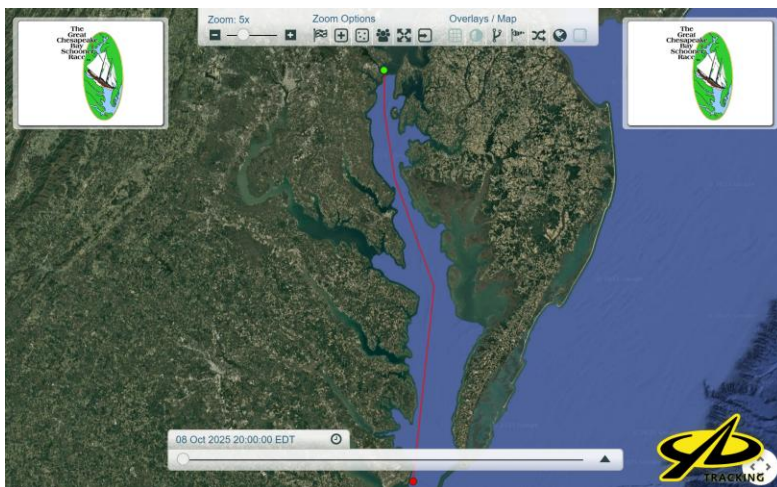 The
Great
Chesapeake
Bay
Schooner
Race
Zoom: 5x
Zoom Options
Overlays / Map
The
Great
Chesapeake
Bay
Schooner
Race
08 Oct 2025 20:00:00 EDT
TRACKING